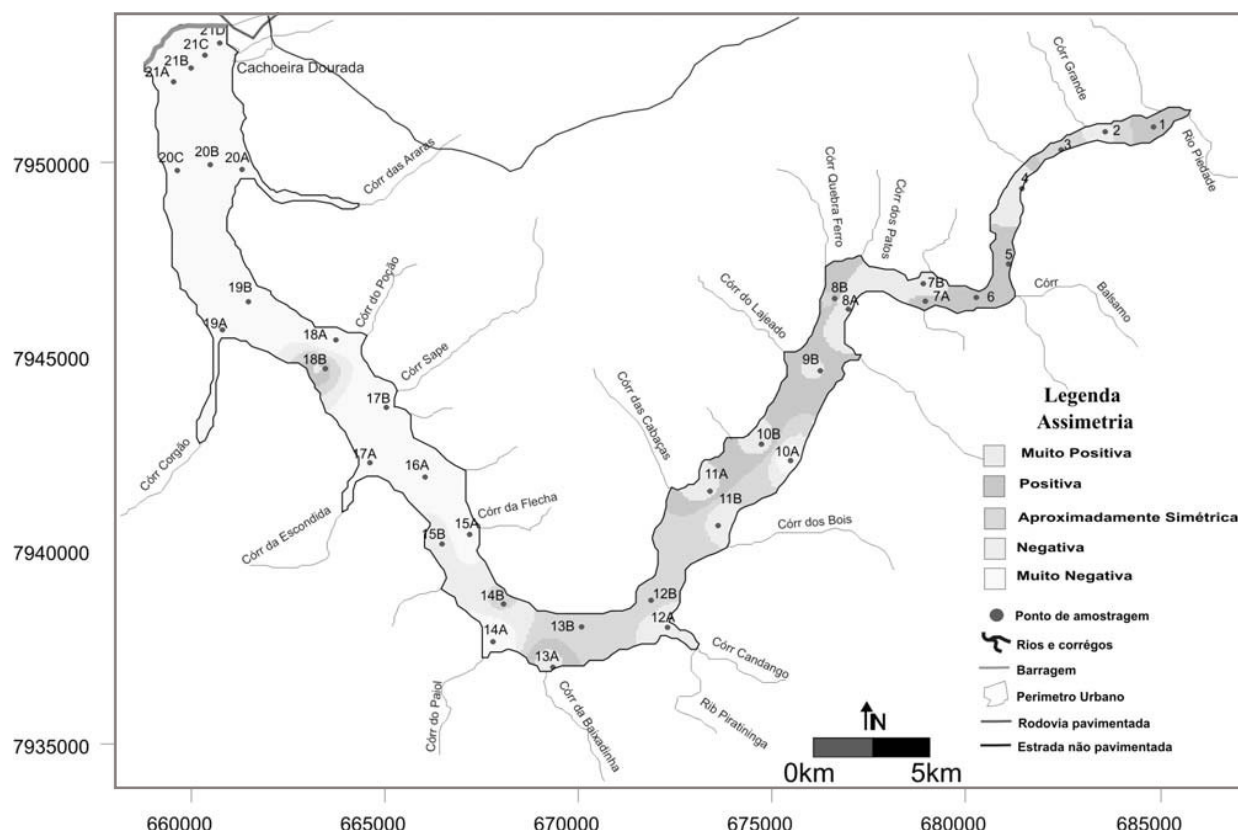 21D
21C
21B
21A
Cachoeira Dourada
Córr Grande
1
2
3
4
Rio Piedade
7950000
20C
20B
20A
Córr das Araras
Córr Quebra Ferro
Córr dos Patos
5
6
7B
7A
Córr
Balsamo
8B
8A
Córr do Lajeado
9B
19B
19A
Córr do Poção
18A
18B
Córr Sape
7945000
17B
17A
16A
Córr Corgão
Córr da Escondida
Córr da Flecha
15A
15B
Córr das Cabaças
10B
10A
11A
11B
Córr dos Bois
7940000
14B
14A
13B
13A
12B
12A
Córr Candango
Rib Piratininga
Córr da Baixadinha
Córr do Paiol
7935000
Legenda
Assimetria
Muito Positiva
Positiva
Aproximadamente Simétrica
Negativa
Muito Negativa
Ponto de amostragem
Rios e corrégos
Barragem
Perimetro Urbano
Rodovia pavimentada
Estrada não pavimentada
N
0km
5km
660000
665000
670000
675000
680000
685000